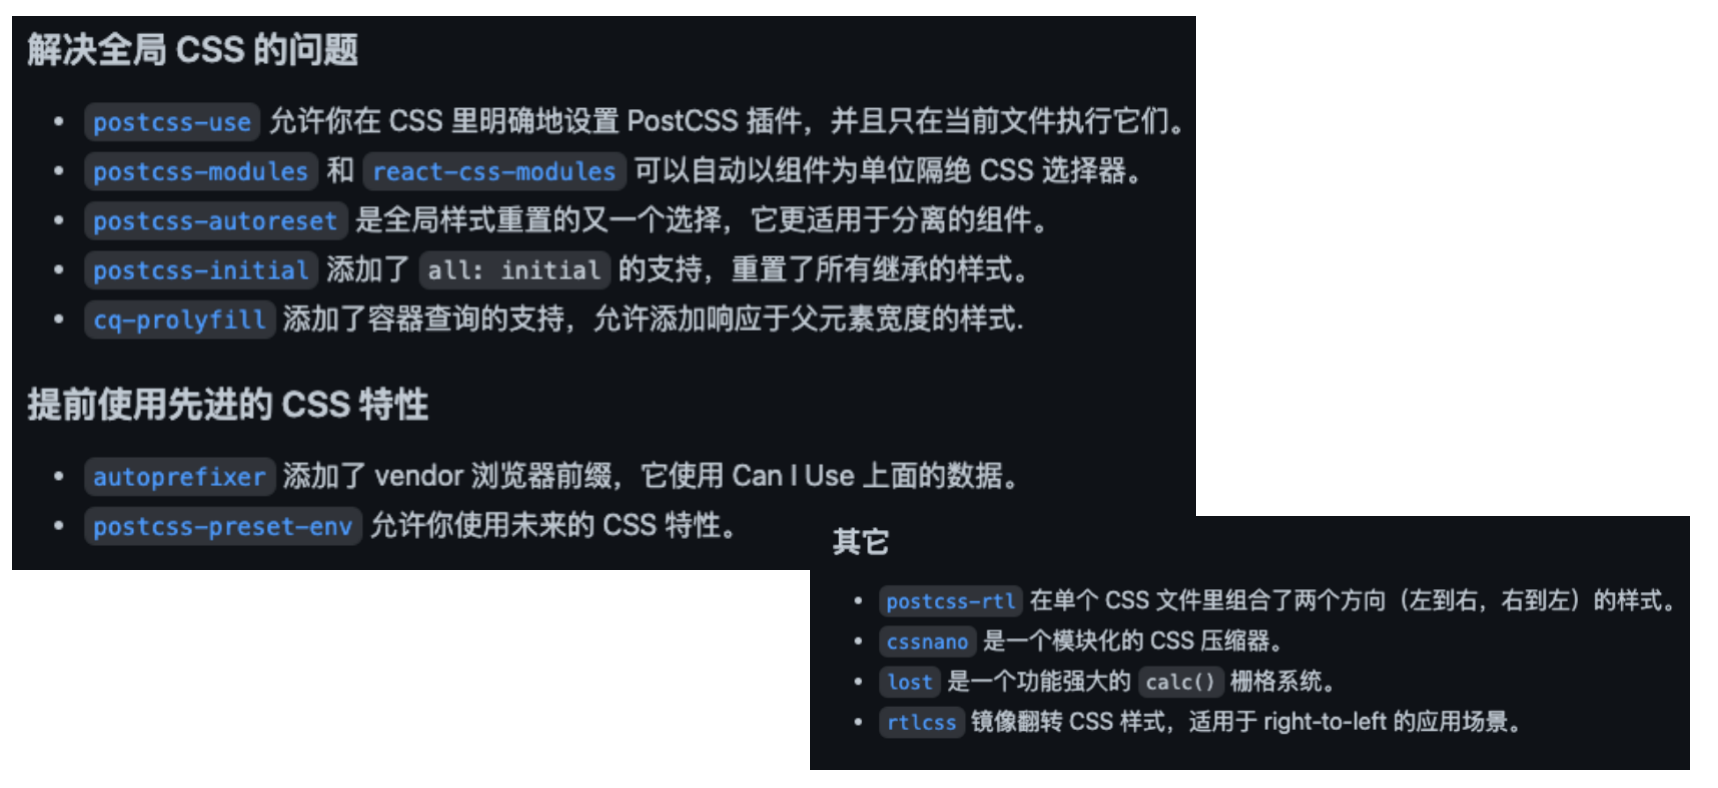 解决全局 CSS 的问题
postcss-use 允许你在 CSS 里明确地设置 PostCSS 插件，并且只在当前文件执行它们。
postcss-modules 和 react-css-modules 可以自动以组件为单位隔绝 CSS 选择器。
postcss-autoreset 是全局样式重置的又一个选择，它更适用于分离的组件。
postcss-initial 添加了 all: initial 的支持，重置了所有继承的样式。
cq-prolyfill 添加了容器查询的支持，允许添加响应于父元素宽度的样式.
提前使用先进的 CSS 特性
autoprefixer 添加了 vendor 浏览器前缀，它使用 Can I Use 上面的数据。
postcss-preset-env 允许你使用未来的 CSS 特性。
其它
postcss-rtl 在单个 CSS 文件里组合了两个方向（左到右，右到左）的样式。
cssnano 是一个模块化的 CSS 压缩器。
lost 是一个功能强大的 calc() 栅格系统。
rtlcss 镜像翻转 CSS 样式，适用于 right-to-left 的应用场景。